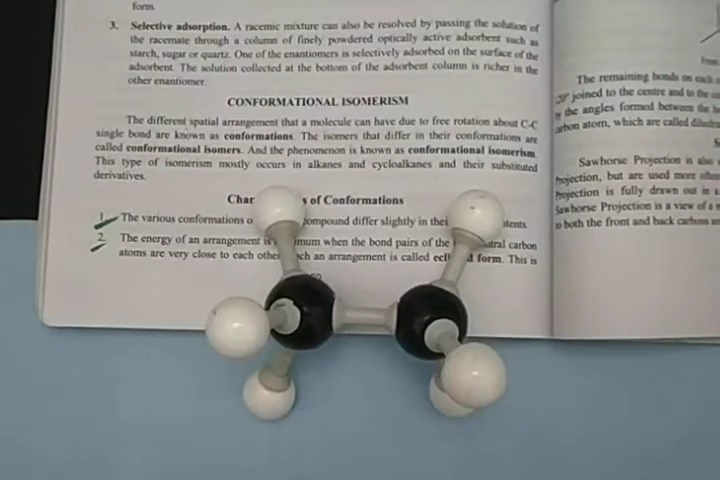 form.
3. Selective adsorption. A racemic mixture can also be resolved by passing the solution of
the racemate through a column of finely powdered optically active adsorbent such as
starch, sugar or quartz. One of the enantiomers is selectively adsorbed on the surface of the
adsorbent. The solution collected at the bottom of the adsorbent column is richer in the
other enantiomer.
CONFORMATIONAL ISOMERISM
The different spatial arrangement that a molecule can have due to free rotation about C-C
single bond are known as conformations. The isomers that differ in their conformations are
called conformational isomers. And the phenomenon is known as conformational isomerism.
This type of isomerism mostly occurs in alkanes and cycloalkanes and their substituted
derivatives.
Char s of Conformations
1. The various conformations o compound differ slightly in thei
2. The energy of an arrangement is imum when the bond pairs of the carbon
atoms are very close to each other ch an arrangement is called ecli d form. This is
The remaining bonds on each
joined to the centre and to the
the angles formed between the
carbon atom, which are called
Sawhorse Projection is also
Projection, but are used more often
Projection is fully drawn out in
Sawhorse Projection is a view of a
both the front and back carbons